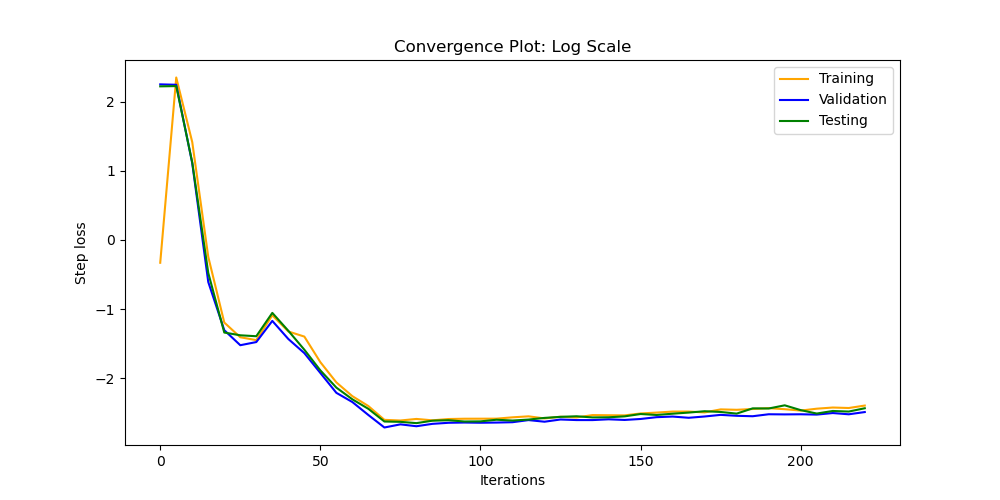 Convergence Plot: Log Scale
Training
Validation
Testing
Step loss
2
1
0
−1
−2
0 50 100 150 200
Iterations